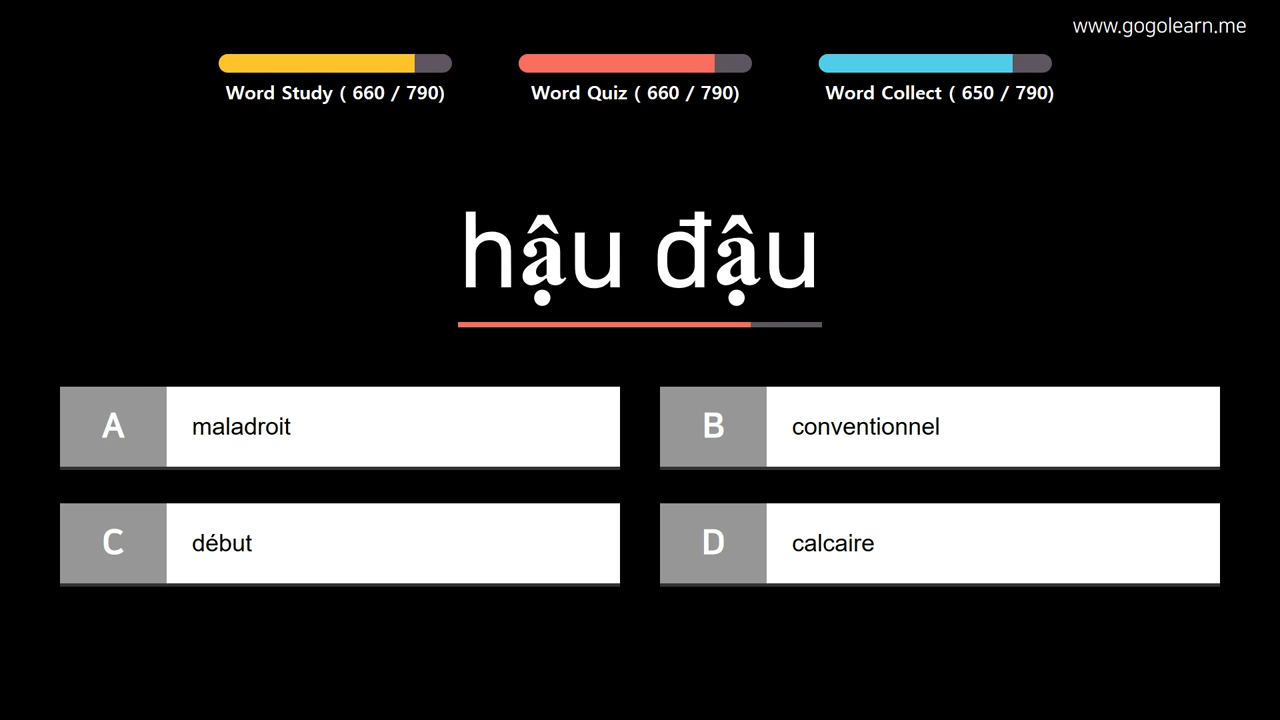 www.gogolearn.me
Word Study ( 660 / 790)
Word Quiz ( 660 / 790)
Word Collect ( 650 / 790)
hậu đậu
A maladroit
B conventionnel
C début
D calcaire